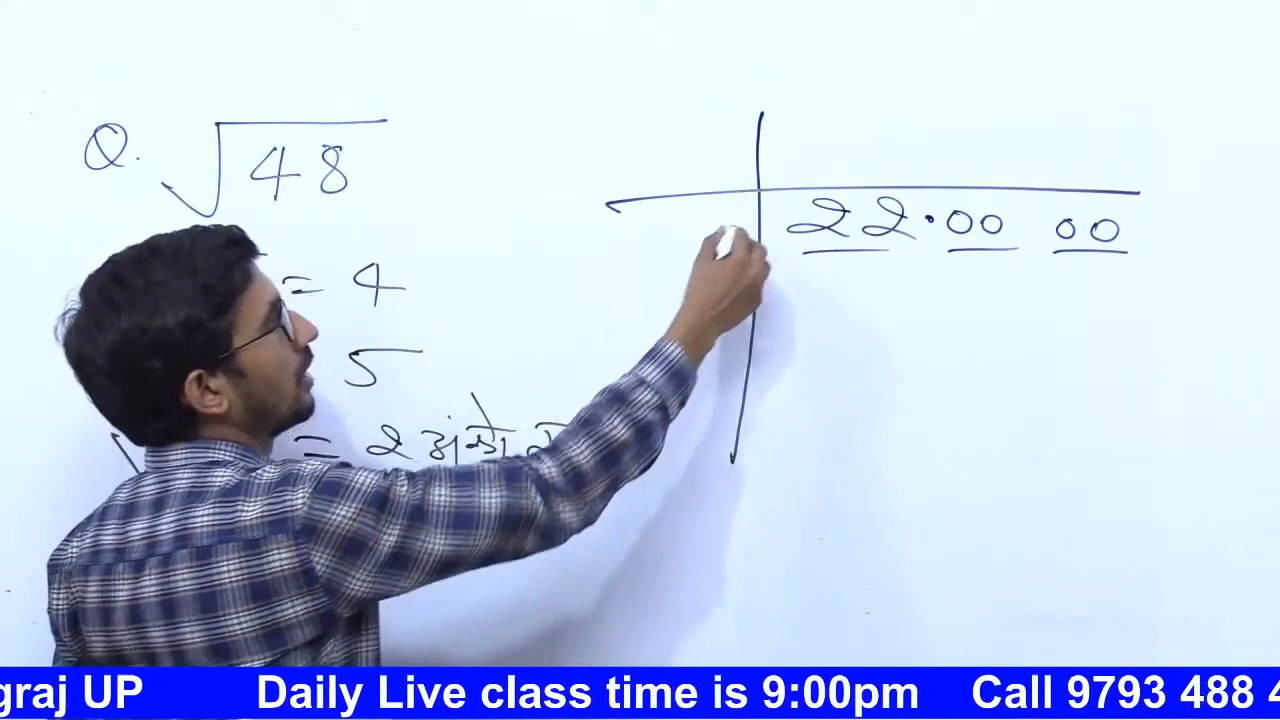 Q. √48
= 4
5
= 2 अंको
22.00 00
graj UP Daily Live class time is 9:00pm Call 9793 488 4